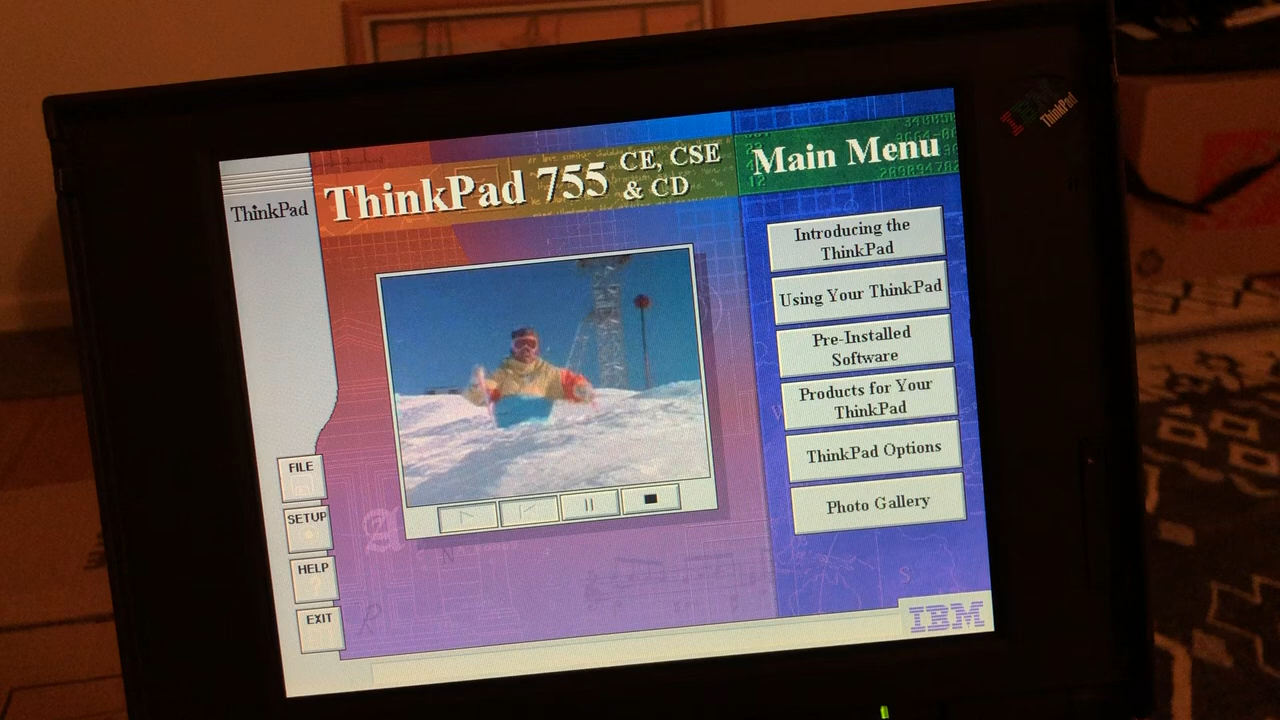 IBM
ThinkPad
ThinkPad
ThinkPad 755
CE, CSE
& CD
Main Menu
Introducing the
ThinkPad
Using Your ThinkPad
Pre-Installed
Software
Products for Your
ThinkPad
ThinkPad Options
Photo Gallery
FILE
SETUP
HELP
EXIT
IBM